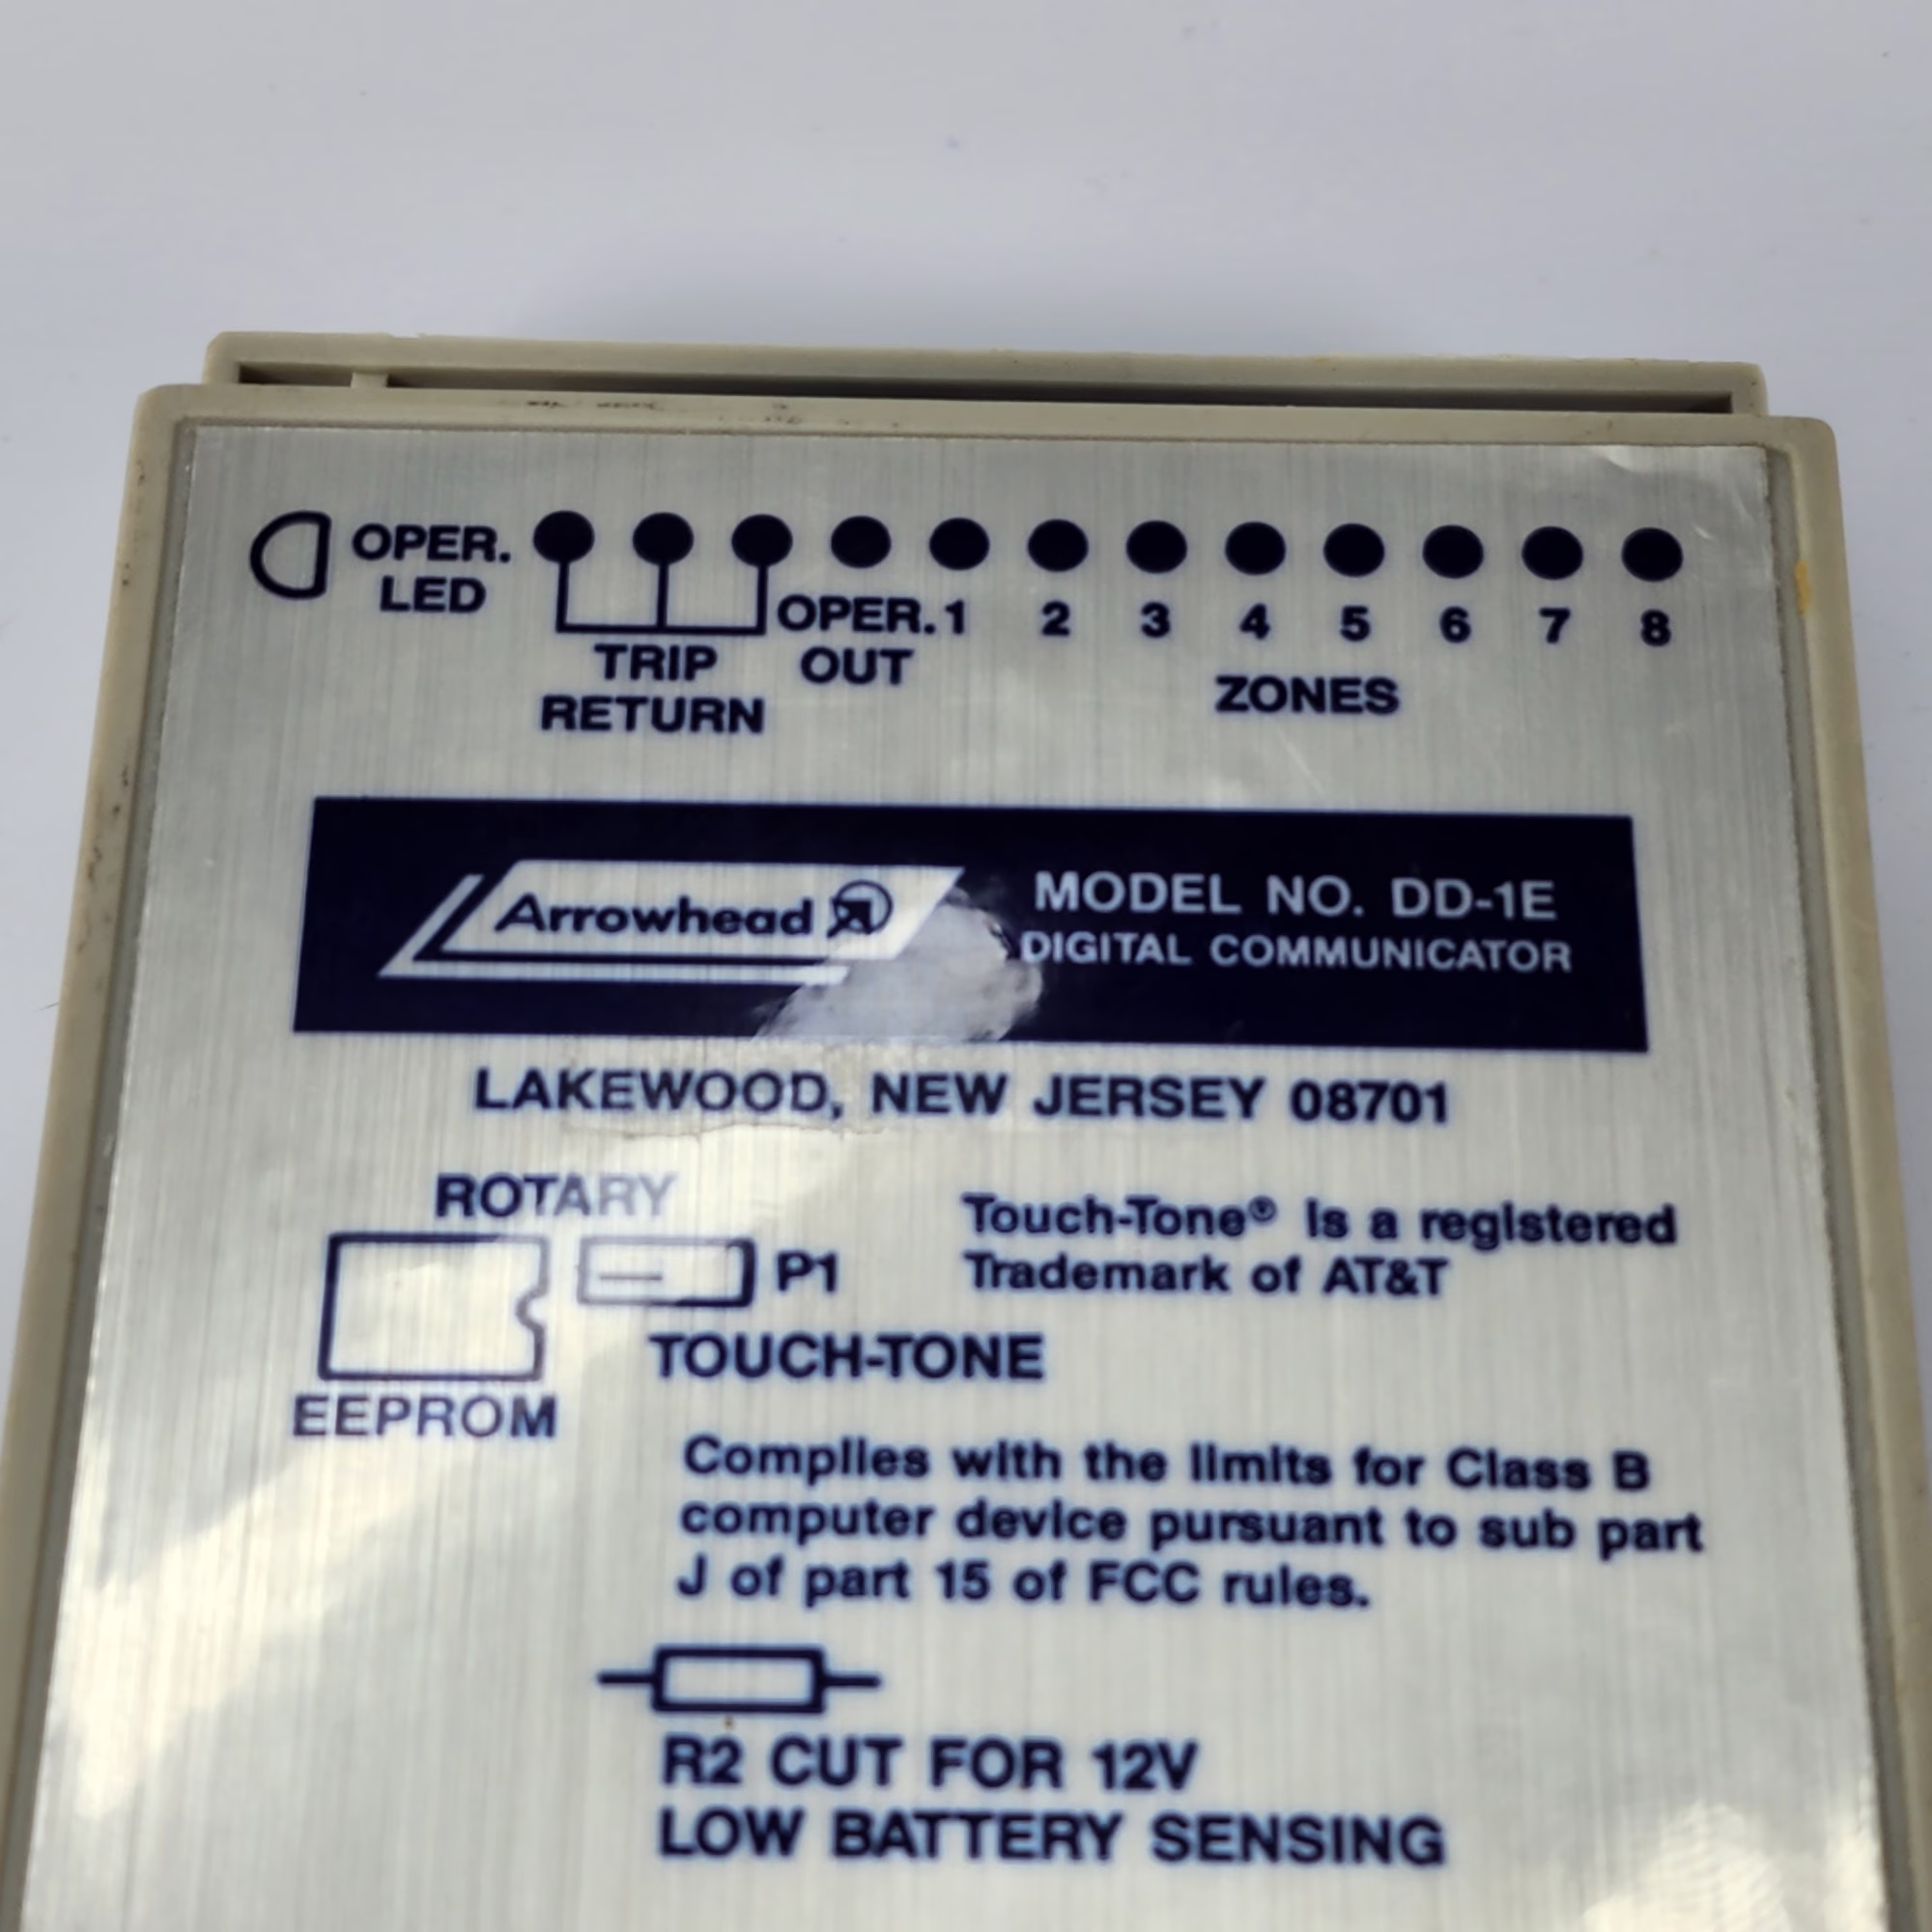 OPER.
LED
TRIP
RETURN
OPER.
OUT
1 2 3 4 5 6 7 8
ZONES
Arrowhead
MODEL NO. DD-1E
DIGITAL COMMUNICATOR
LAKEWOOD, NEW JERSEY 08701
ROTARY
P1
TOUCH-TONE
EEPROM
Touch-Tone® is a registered
Trademark of AT&T
Complies with the limits for Class B
computer device pursuant to sub part
J of part 15 of FCC rules.
R2 CUT FOR 12V
LOW BATTERY SENSING